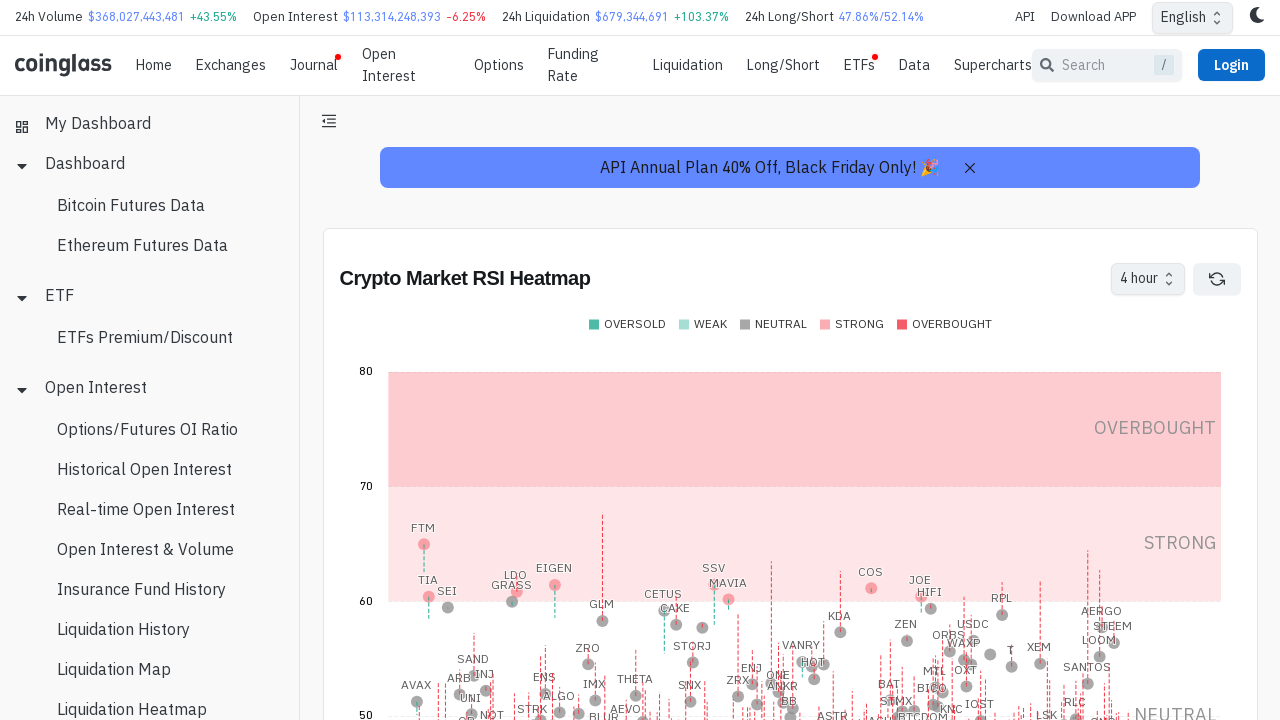 24h Volume $368,027,443,481 +43.55% Open Interest $113,314,248,393 -6.25% 24h Liquidation $679,344,691 +103.37% 24h Long/Short 47.86%/52.14% API Download APP English
coinglass Home Exchanges Journal Open Interest Options Funding Rate Liquidation Long/Short ETFs Data Supercharts Search / Login
My Dashboard
Dashboard
Bitcoin Futures Data
Ethereum Futures Data
ETF
ETFs Premium/Discount
Open Interest
Options/Futures OI Ratio
Historical Open Interest
Real-time Open Interest
Open Interest & Volume
Insurance Fund History
Liquidation History
Liquidation Map
Liquidation Heatmap
API Annual Plan 40% Off, Black Friday Only! 🎉
Crypto Market RSI Heatmap
4 hour
OVERSOLD WEAK NEUTRAL STRONG OVERBOUGHT
80
OVERBOUGHT
70
FTM
STRONG
EIGEN SSV COS
TIA LDO MAVIA JOE
SEI GRASS CETUS HIFI
60 GLM CAKE RPL AERGO
KDA ZEN USDC STEEM
ORBS LOOM
ZRO STORJ VANRY WAXP T XEM
SAND HOT SANTOS
ARB INJ ENS THETA ENJ ONE MTL OXT
AVAX IMX SNX ZRX ANKR BAT BICO
UNI ALGO BB STMX IOST RLC
STRK AEVO KNC
50 NOT BLUR ASTR BTCDOM LSK NEUTRAL